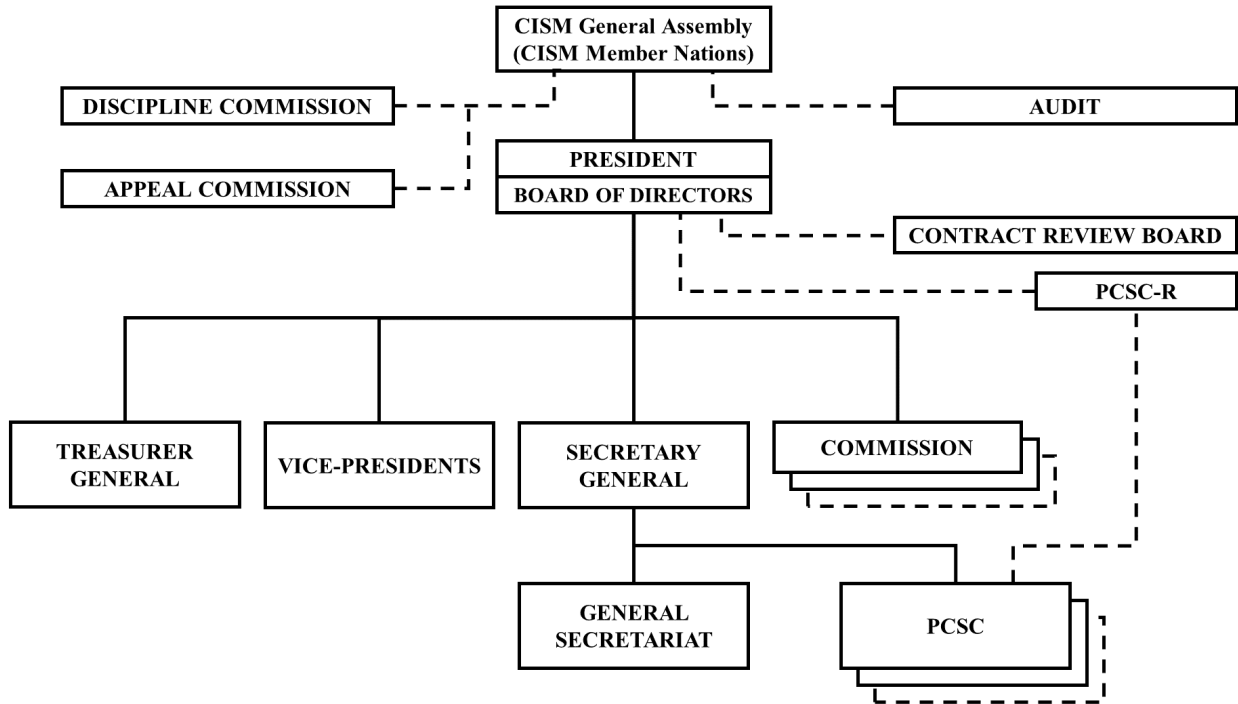 CISM General Assembly
(CISM Member Nations)
DISCIPLINE COMMISSION
AUDIT
PRESIDENT
APPEAL COMMISSION
BOARD OF DIRECTORS
CONTRACT REVIEW BOARD
PCSC-R
TREASURER
GENERAL
VICE-PRESIDENTS
SECRETARY
GENERAL
COMMISSION
GENERAL
SECRETARIAT
PCSC